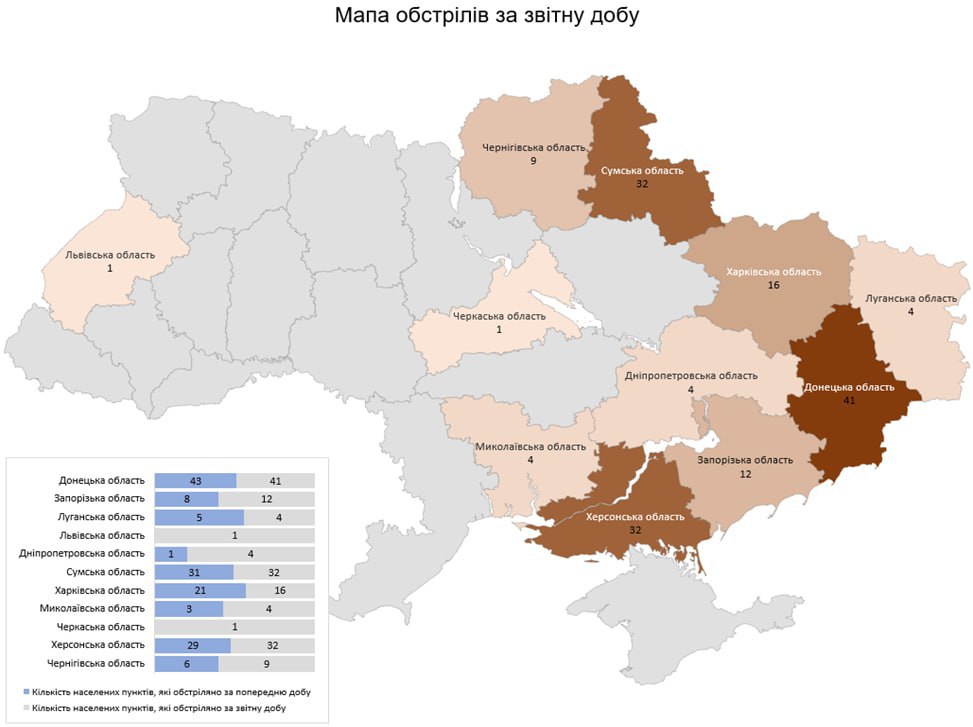 Мапа обстрілів за звітну добу
Чернігівська область
9
Сумська область
32
Львівська область
1
Харківська область
16
Луганська область
4
Черкаська область
1
Дніпропетровська область
4
Донецька область
41
Миколаївська область
4
Запорізька область
12
Херсонська область
32
Донецька область 43 41
Запорізька область 8 12
Луганська область 5 4
Львівська область 1
Дніпропетровська область 1 4
Сумська область 31 32
Харківська область 21 16
Миколаївська область 3 4
Черкаська область 1
Херсонська область 29 32
Чернігівська область 6 9
Кількість населених пунктів, які обстріляно за попередню добу
Кількість населених пунктів, які обстріляно за звітну добу